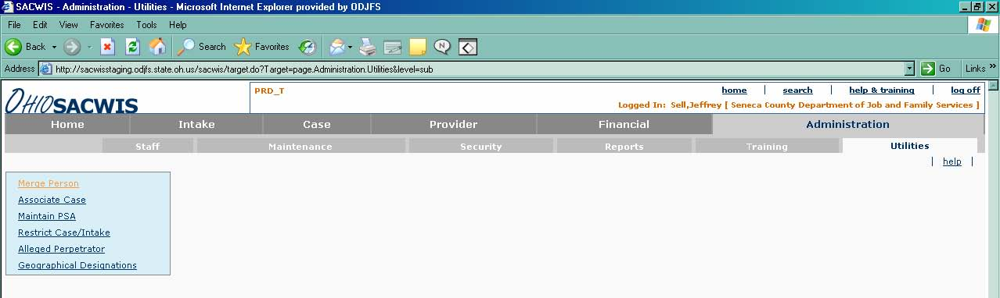 SACWIS - Administration - Utilities - Microsoft Internet Explorer provided by ODJFS
File Edit View Favorites Tools Help
Back Search Favorites
Address http://sacwisstaging.odjfs.state.oh.us/sacwis/target.do?Target=page.Administration.Utilities&level=sub Go Links »
OHIO SACWIS
PRD_T home | search | help & training | log off
Logged In: Sell,Jeffrey [ Seneca County Department of Job and Family Services ]
Home Intake Case Provider Financial Administration
Staff Maintenance Security Reports Training Utilities
| help |
Merge Person
Associate Case
Maintain PSA
Restrict Case/Intake
Alleged Perpetrator
Geographical Designations